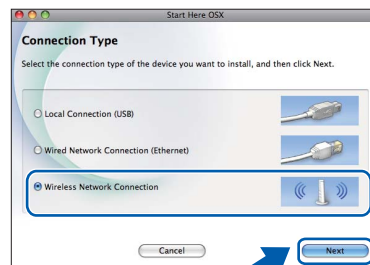 Start Here OSX
Connection Type
Select the connection type of the device you want to install, and then click Next.
Local Connection (USB)
Wired Network Connection (Ethernet)
Wireless Network Connection
Cancel
Next